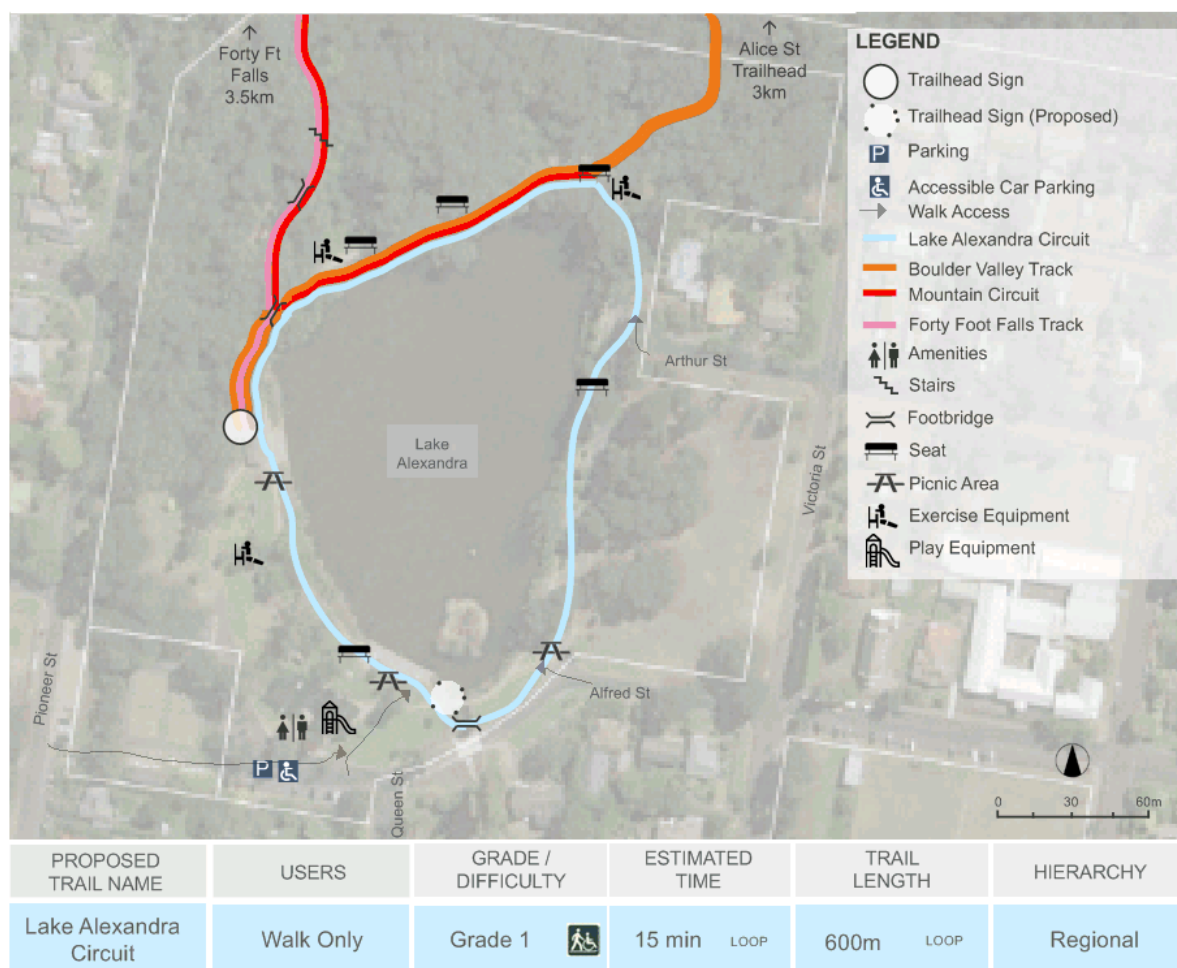 ↑
Forty Ft
Falls
3.5km
↑
Alice St
Trailhead
3km
LEGEND
Trailhead Sign
Trailhead Sign (Proposed)
P Parking
Accessible Car Parking
Walk Access
Lake Alexandra Circuit
Boulder Valley Track
Mountain Circuit
Forty Foot Falls Track
Amenities
Stairs
Footbridge
Seat
Picnic Area
Exercise Equipment
Play Equipment
Arthur St
Lake
Alexandra
Victoria St
Pioneer St
Alfred St
P
Queen St
0 30 60m
PROPOSED
TRAIL NAME
USERS
GRADE /
DIFFICULTY
ESTIMATED
TIME
TRAIL
LENGTH
HIERARCHY
Lake Alexandra
Circuit
Walk Only
Grade 1
15 min LOOP
600m LOOP
Regional